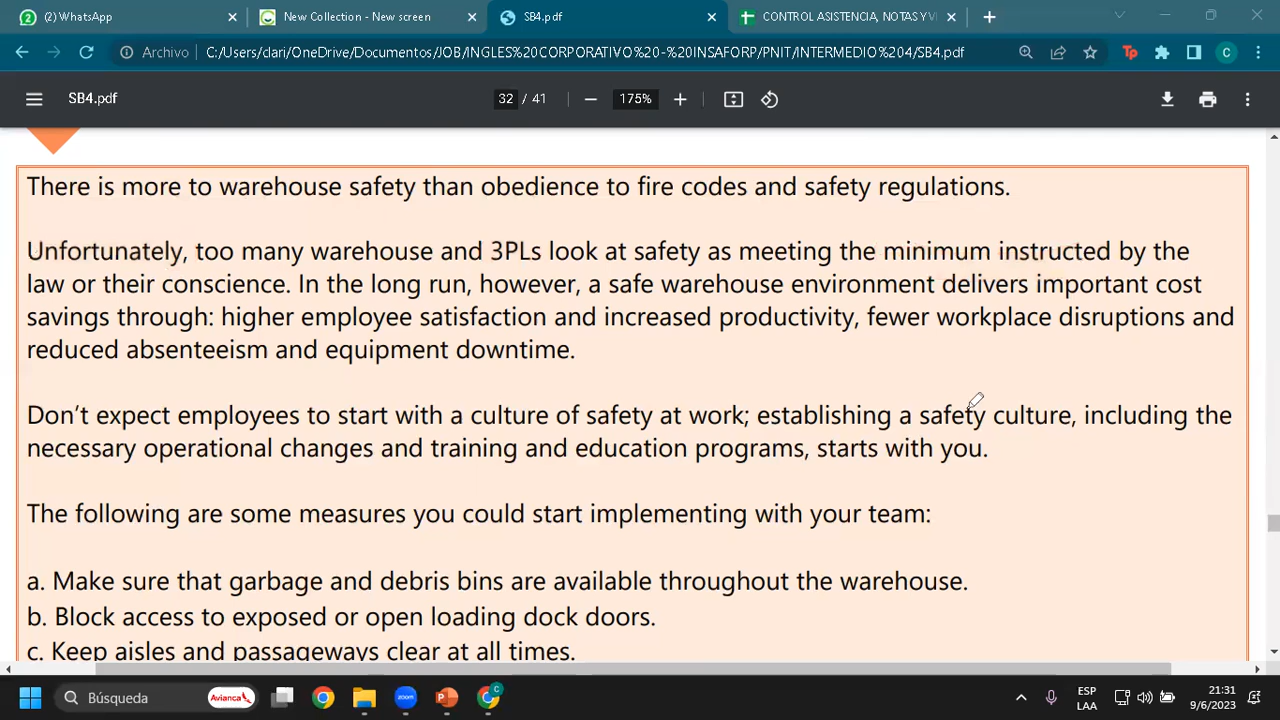 (2) WhatsApp
New Collection - New screen
SB4.pdf
CONTROL ASISTENCIA, NOTAS Y VI
Archivo
C:/Users/clari/OneDrive/Documentos/JOB/INGLES%20CORPORATIVO%20-%20INSAFORP/PNIT/INTERMEDIO%204/SB4.pdf
SB4.pdf
32 / 41
175%
There is more to warehouse safety than obedience to fire codes and safety regulations.
Unfortunately, too many warehouse and 3PLs look at safety as meeting the minimum instructed by the
law or their conscience. In the long run, however, a safe warehouse environment delivers important cost
savings through: higher employee satisfaction and increased productivity, fewer workplace disruptions and
reduced absenteeism and equipment downtime.
Don't expect employees to start with a culture of safety at work; establishing a safety culture, including the
necessary operational changes and training and education programs, starts with you.
The following are some measures you could start implementing with your team:
a. Make sure that garbage and debris bins are available throughout the warehouse.
b. Block access to exposed or open loading dock doors.
c. Keep aisles and passageways clear at all times.
Búsqueda
Avianca
zoom
ESP
LAA
21:31
9/6/2023